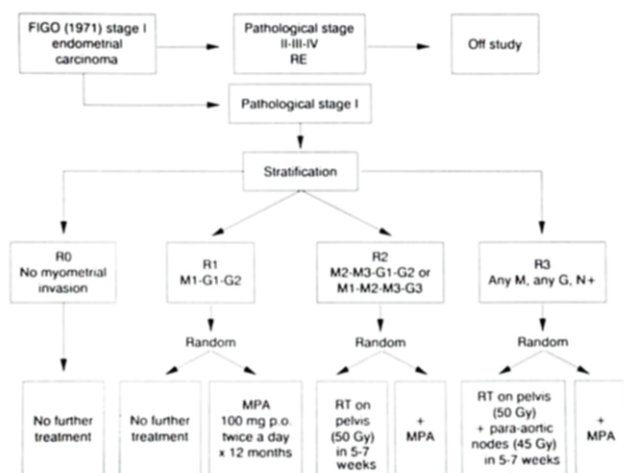 FIGO (1971) stage I
endometrial
carcinoma
Pathological stage
II-III-IV
RE
Off study
Pathological stage I
Stratification
R0
No myometrial
invasion
R1
M1-G1-G2
R2
M2-M3-G1-G2 or
M1-M2-M3-G3
R3
Any M, any G, N+
Random
Random
Random
No further
treatment
No further
treatment
MPA
100 mg p.o.
twice a day
x 12 months
RT on
pelvis
(50 Gy)
in 5-7
weeks
+
MPA
RT on pelvis
(50 Gy)
+ para-aortic
nodes (45 Gy)
in 5-7 weeks
+
MPA